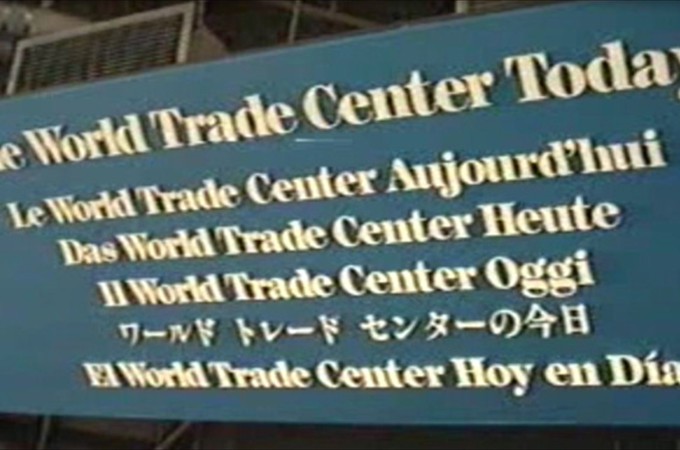 e World Trade Center Today
Le World Trade Center Aujourd'hui
Das World Trade Center Heute
Il World Trade Center Oggi
ワールド トレード センターの今日
El World Trade Center Hoy en Día